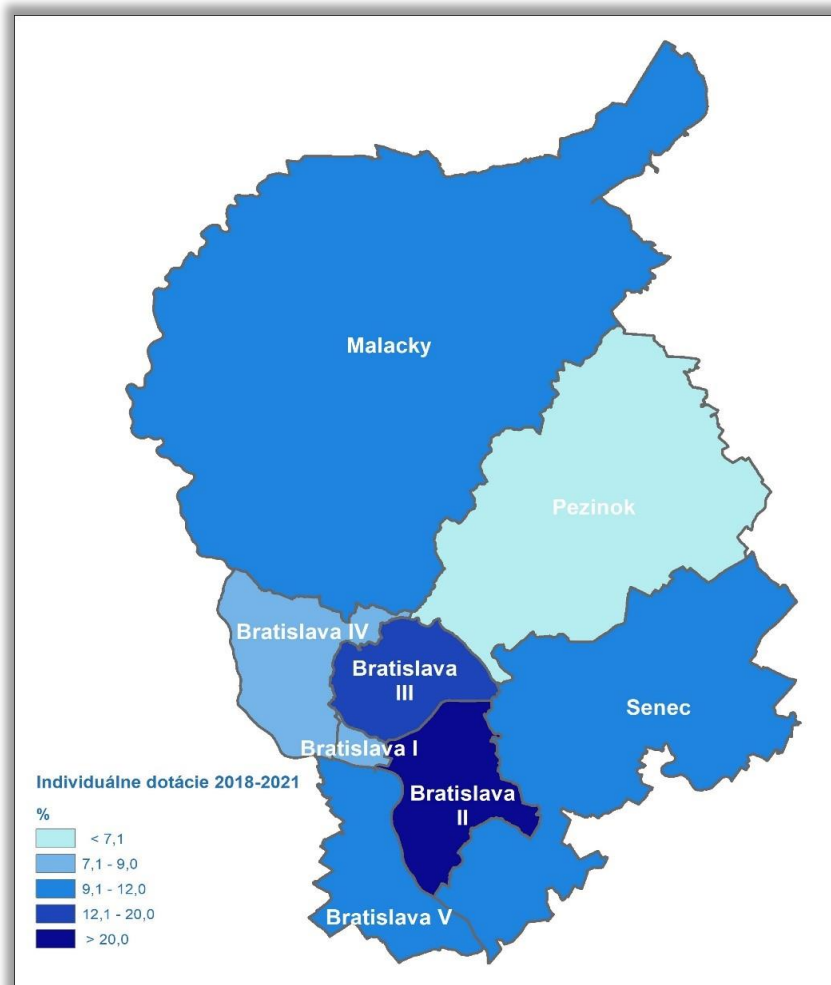 Malacky
Pezinok
Bratislava IV
Bratislava
III
Senec
Bratislava I
Bratislava
II
Bratislava V
Individuálne dotácie 2018-2021
%
< 7,1
7,1 - 9,0
9,1 - 12,0
12,1 - 20,0
> 20,0